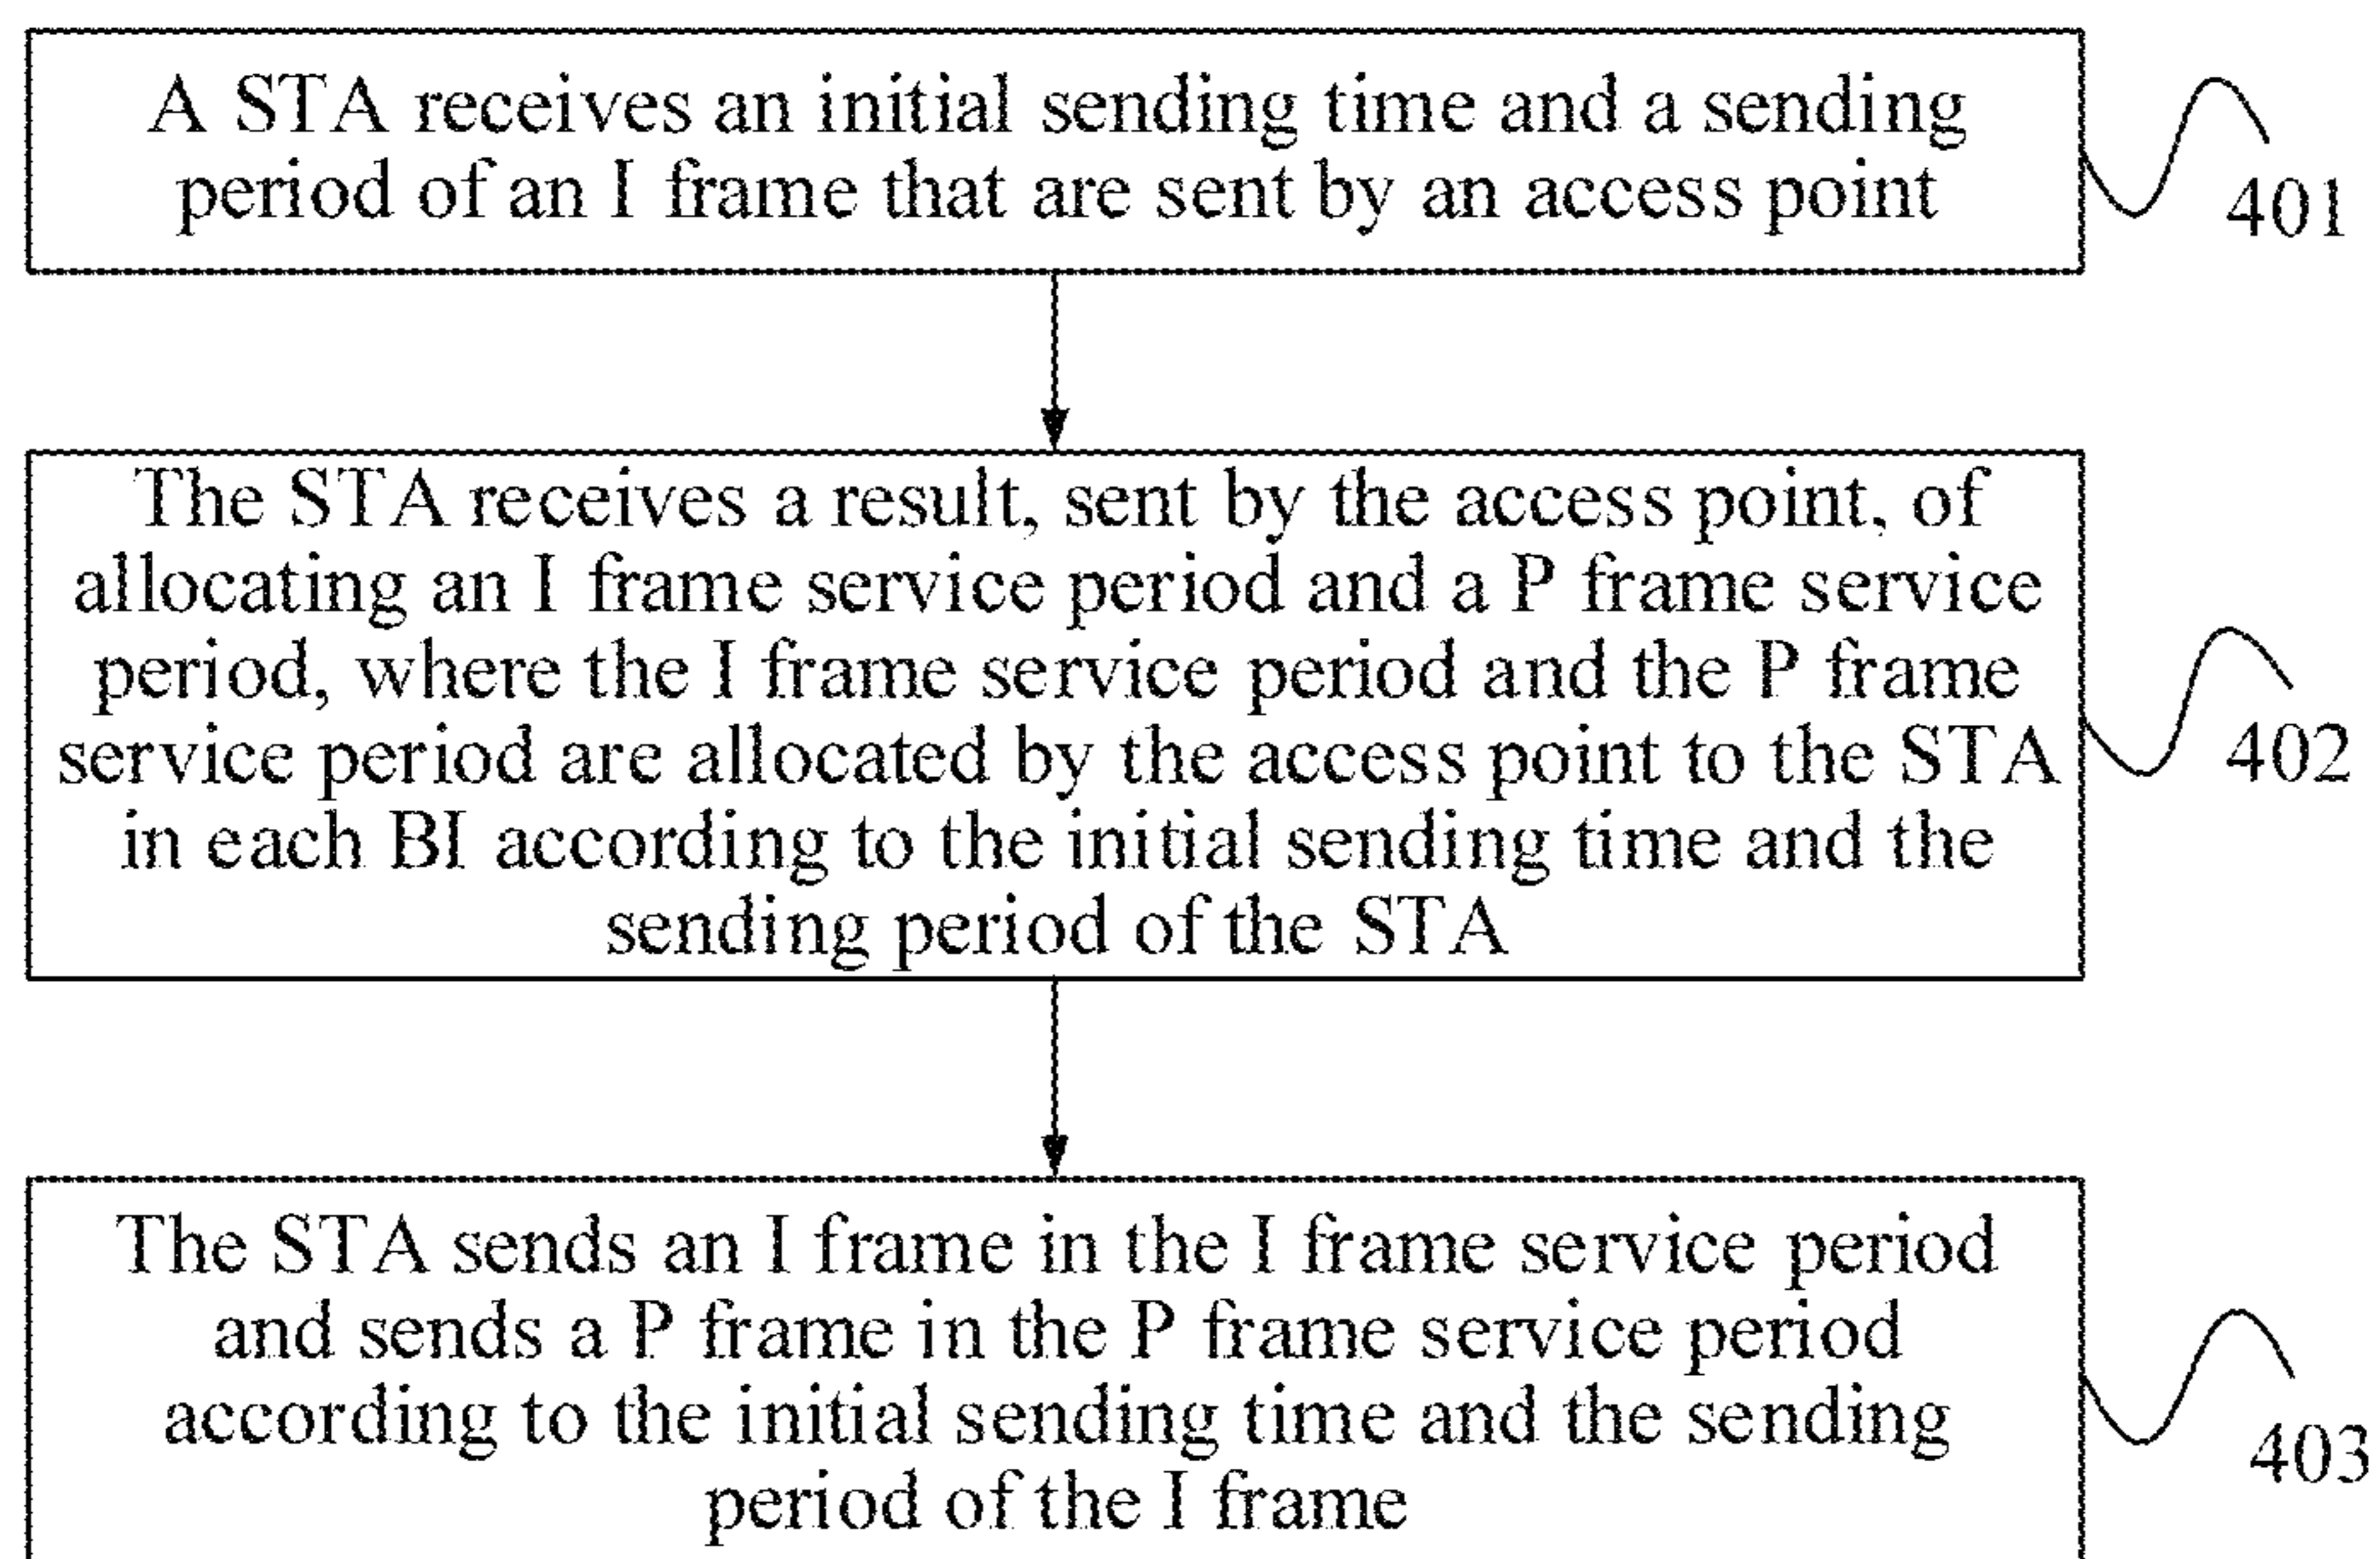 A STA receives an initial sending time and a sending
period of an I frame that are sent by an access point
401
The STA receives a result, sent by the access point, of
allocating an I frame service period and a P frame service
period, where the I frame service period and the P frame
service period are allocated by the access point to the STA
in each BI according to the initial sending time and the
sending period of the STA
402
The STA sends an I frame in the I frame service period
and sends a P frame in the P frame service period
according to the initial sending time and the sending
period of the I frame
403